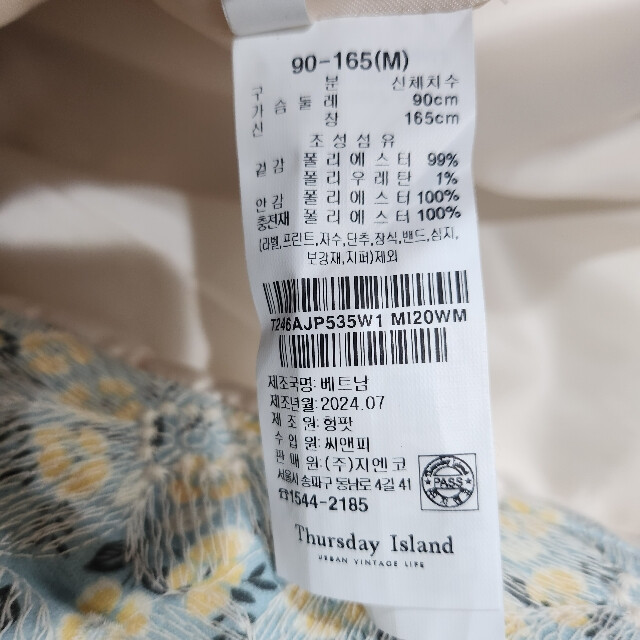 90-165(M)
구 분 신체치수
가 슴 둘 레 90cm
신 장 165cm
조 성 섬 유
겉 감 폴 리 에 스 터 99%
폴 리 우 레 탄 1%
안 감 폴 리 에 스 터 100%
충전재 폴 리 에 스 터 100%
(라벨,프린트,자수,단추,장식,밴드,심지,
부강재,지퍼)제외
T246AJP535W1 MI20WM
제조국명: 베트남
제조년월: 2024.07
제 조 원: 형팟
수 입 원: 씨앤피
판 매 원: (주)지엔코
서울시 송파구 동남로 4길 41
☎1544-2185
PASS
Thursday Island
URBAN VINTAGE LIFE